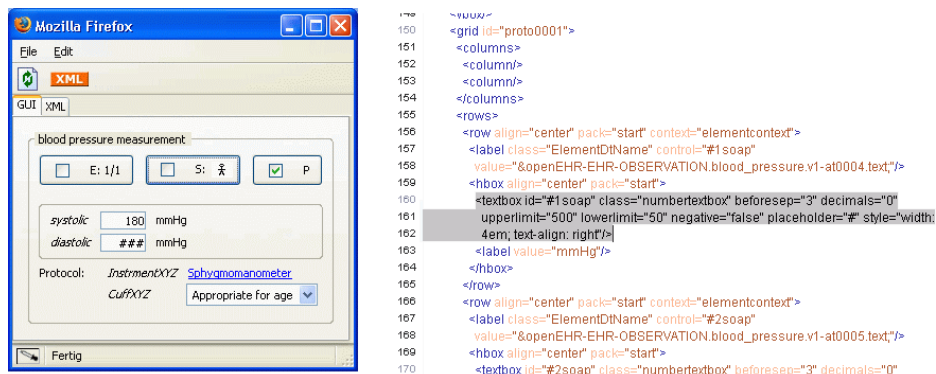 Mozilla Firefox
File Edit
XML
GUI XML
blood pressure measurement
E: 1/1 S: P
systolic 180 mmHg
diastolic ### mmHg
Protocol: InstrmentXYZ Sphygmomanometer
CuffXYZ Appropriate for age
Fertig
149 </vbox>
150 <grid id="proto0001">
151 <columns>
152 <column/>
153 <column/>
154 </columns>
155 <rows>
156 <row align="center" pack="start" context="elementcontext">
157 <label class="ElementDtName" control="#1soap"
158 value="&openEHR-EHR-OBSERVATION.blood_pressure.v1-at0004.text;"/>
159 <hbox align="center" pack="start">
160 <textbox id="#1soap" class="numbertextbox" beforesep="3" decimals="0"
161 upperlimit="500" lowerlimit="50" negative="false" placeholder="#" style="width:
162 4em; text-align: right"/>
163 <label value="mmHg"/>
164 </hbox>
165 </row>
166 <row align="center" pack="start" context="elementcontext">
167 <label class="ElementDtName" control="#2soap"
168 value="&openEHR-EHR-OBSERVATION.blood_pressure.v1-at0005.text;"/>
169 <hbox align="center" pack="start">
170 <textbox id="#2soap" class="numbertextbox" beforesep="3" decimals="0"